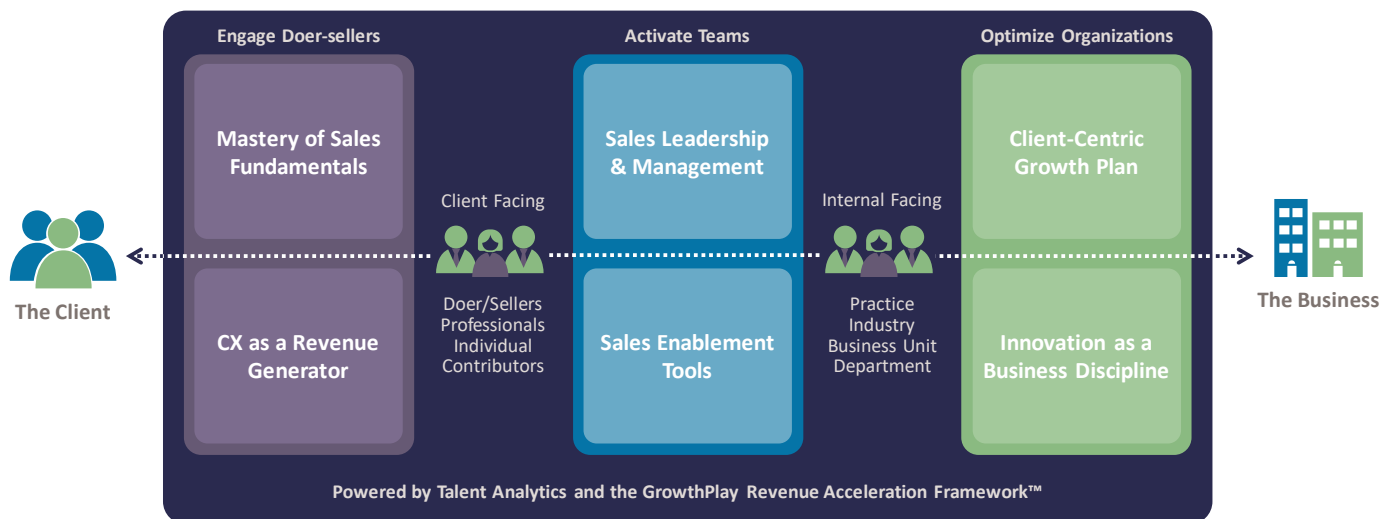 Engage Doer-sellers
Activate Teams
Optimize Organizations
Mastery of Sales
Fundamentals
Sales Leadership
& Management
Client-Centric
Growth Plan
Client Facing
Internal Facing
The Client
The Business
Doer/Sellers
Professionals
Individual
Contributors
Practice
Industry
Business Unit
Department
CX as a Revenue
Generator
Sales Enablement
Tools
Innovation as a
Business Discipline
Powered by Talent Analytics and the GrowthPlay Revenue Acceleration Framework™